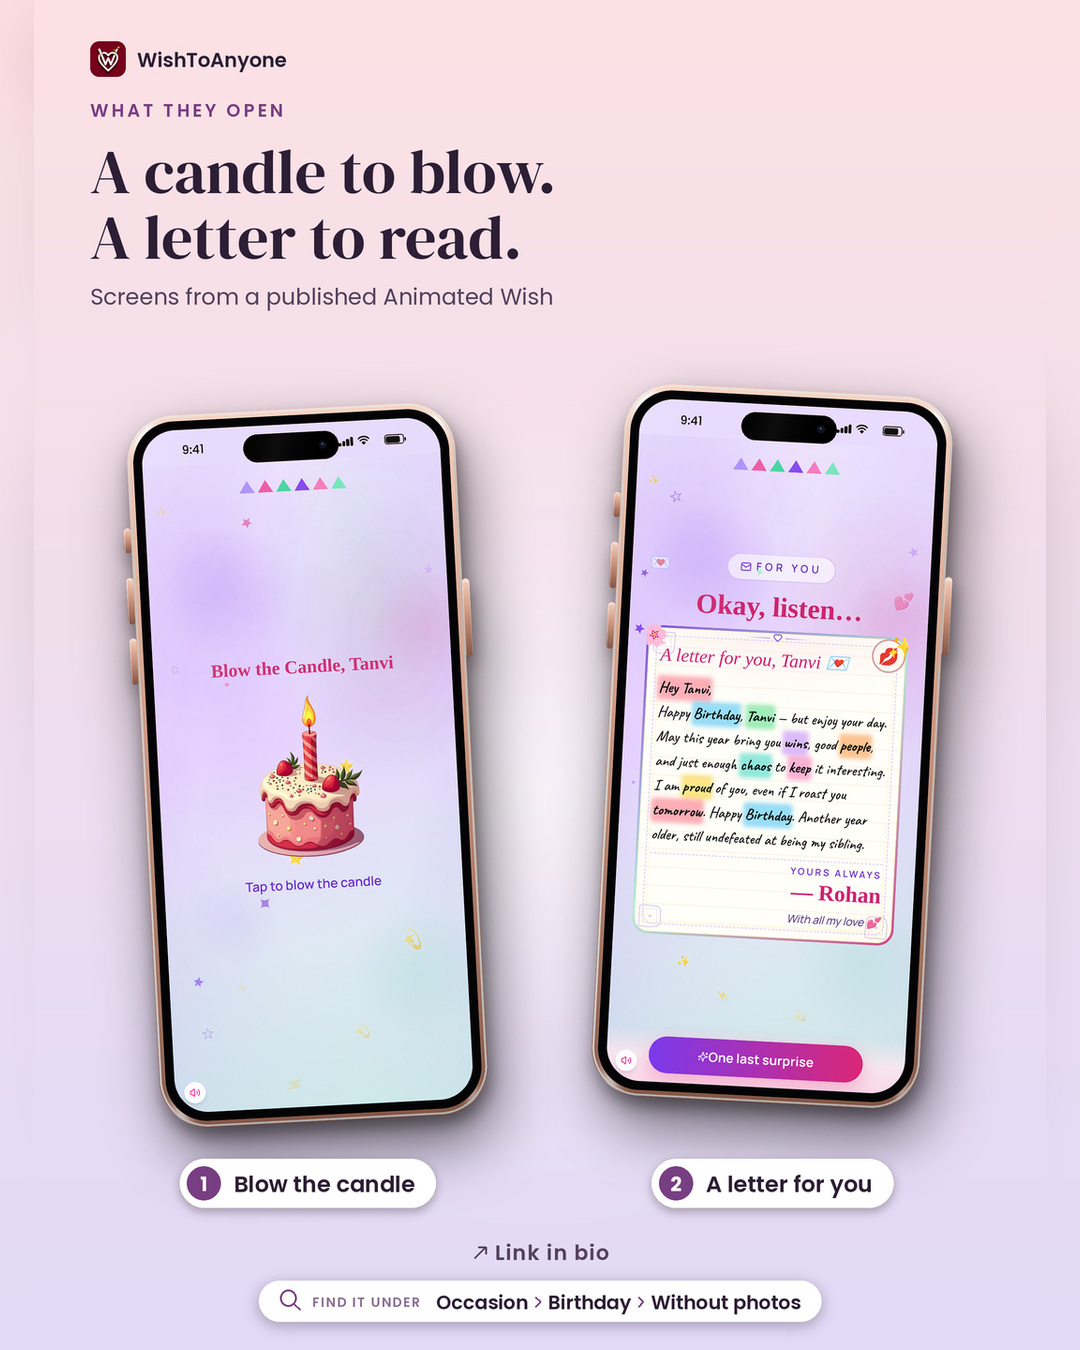 WishToAnyone
WHAT THEY OPEN
A candle to blow.
A letter to read.
Screens from a published Animated Wish
9:41
Blow the Candle, Tanvi
Tap to blow the candle
9:41
FOR YOU
Okay, listen...
A letter for you, Tanvi
Hey Tanvi,
Happy Birthday, Tanvi – but enjoy your day.
May this year bring you wins, good people,
and just enough chaos to keep it interesting.
I am proud of you, even if I roast you
tomorrow. Happy Birthday. Another year
older, still undefeated at being my sibling.
YOURS ALWAYS
— Rohan
With all my love
One last surprise
1 Blow the candle
2 A letter for you
↗ Link in bio
FIND IT UNDER Occasion > Birthday > Without photos